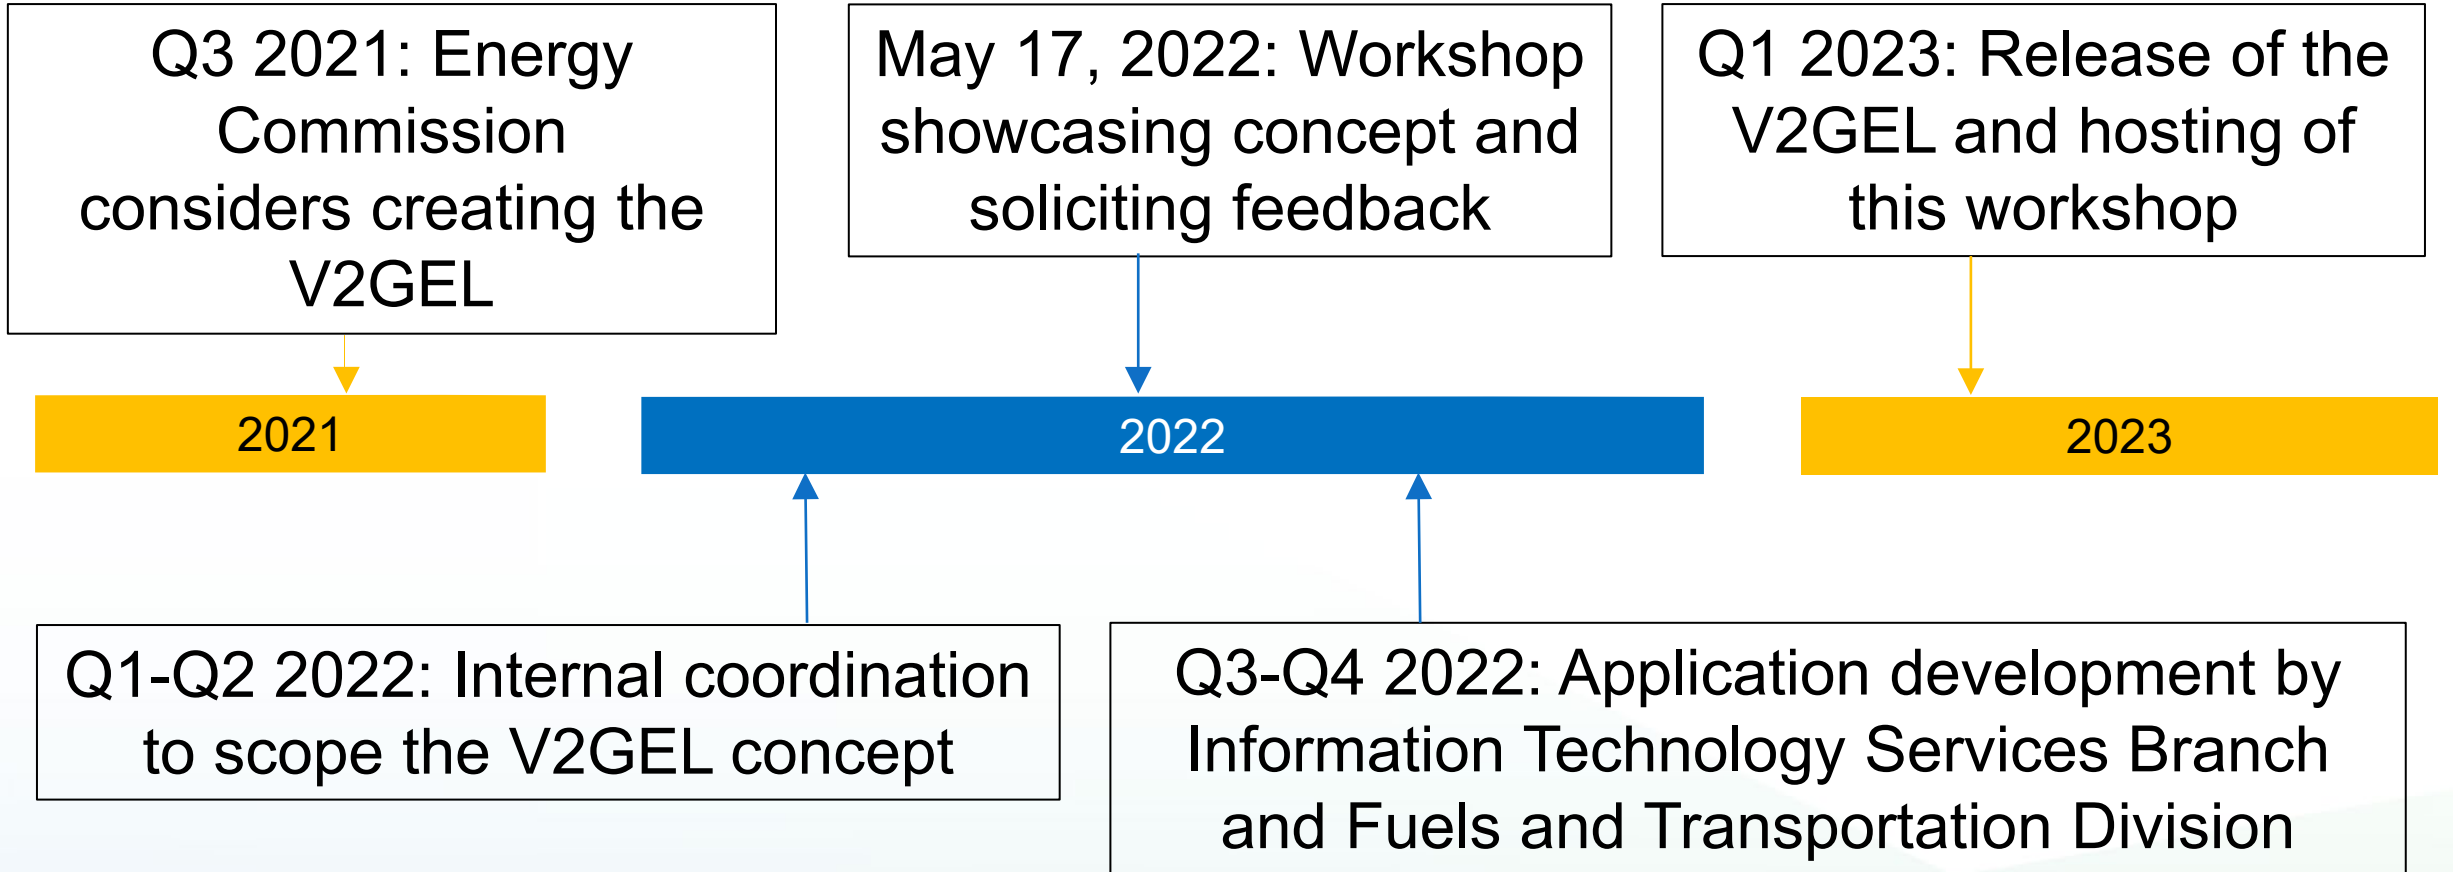 Q3 2021: Energy
Commission
considers creating the
V2GEL
May 17, 2022: Workshop
showcasing concept and
soliciting feedback
Q1 2023: Release of the
V2GEL and hosting of
this workshop
2021
2022
2023
Q1-Q2 2022: Internal coordination
to scope the V2GEL concept
Q3-Q4 2022: Application development by
Information Technology Services Branch
and Fuels and Transportation Division